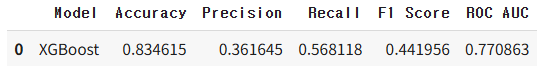 Model Accuracy Precision Recall F1 Score ROC AUC
0 XGBoost 0.834615 0.361645 0.568118 0.441956 0.770863